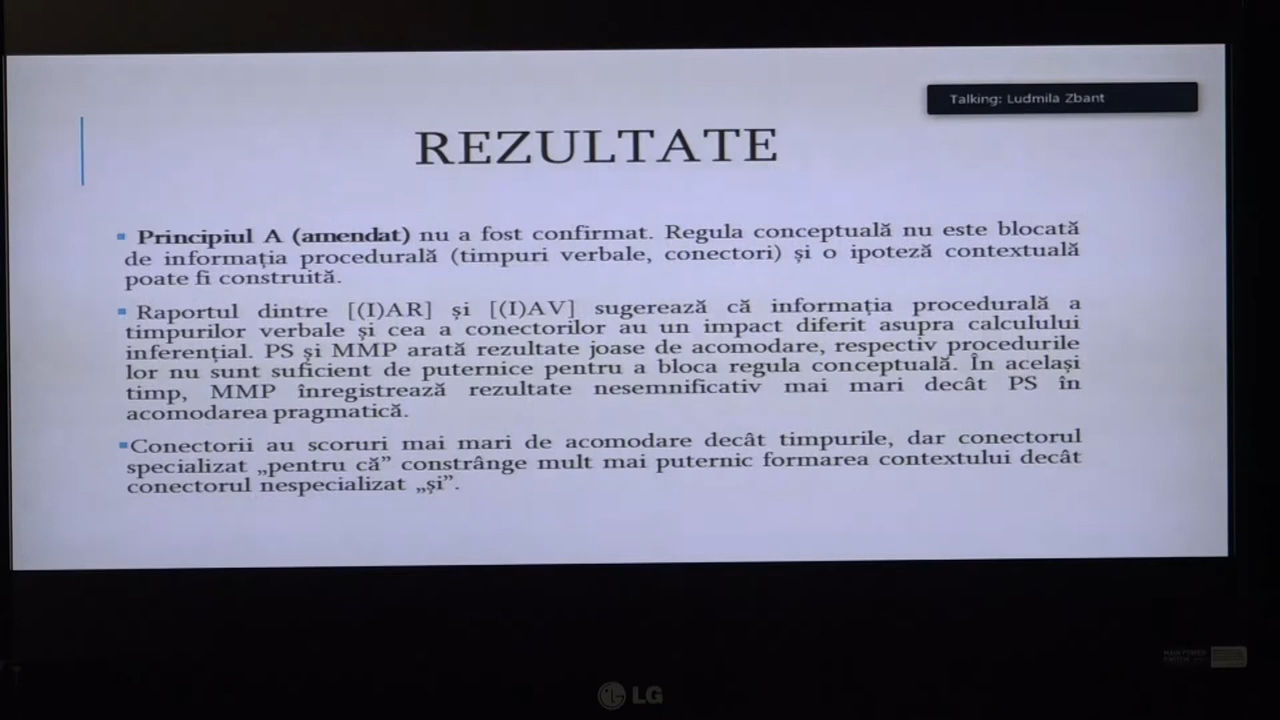 Talking: Ludmila Zbant
REZULTATE
▪ Principiul A (amendat) nu a fost confirmat. Regula conceptuală nu este blocată
de informația procedurală (timpuri verbale, conectori) și o ipoteză contextuală
poate fi construită.
▪ Raportul dintre [(I)AR] și [(I)AV] sugerează că informația procedurală a
timpurilor verbale și cea a conectorilor au un impact diferit asupra calculului
inferențial. PS și MMP arată rezultate joase de acomodare, respectiv procedurile
lor nu sunt suficient de puternice pentru a bloca regula conceptuală. În același
timp, MMP înregistrează rezultate nesemnificativ mai mari decât PS în
acomodarea pragmatică.
▪Conectorii au scoruri mai mari de acomodare decât timpurile, dar conectorul
specializat „pentru că” constrânge mult mai puternic formarea contextului decât
conectorul nespecializat „și”.
LG